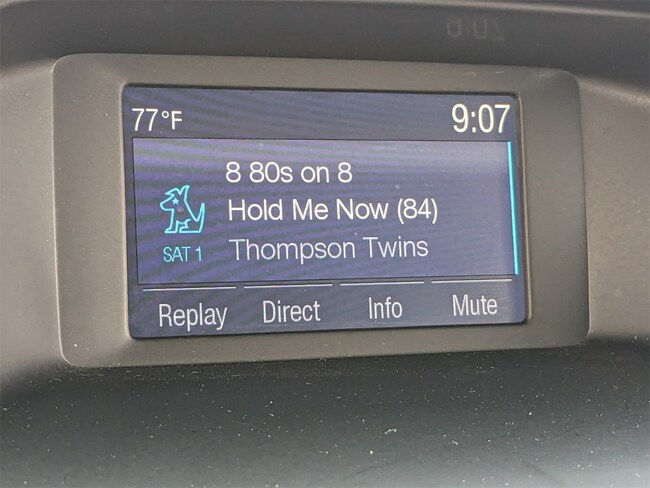 77°F 9:07
8 80s on 8
Hold Me Now (84)
SAT 1 Thompson Twins
Replay Direct Info Mute